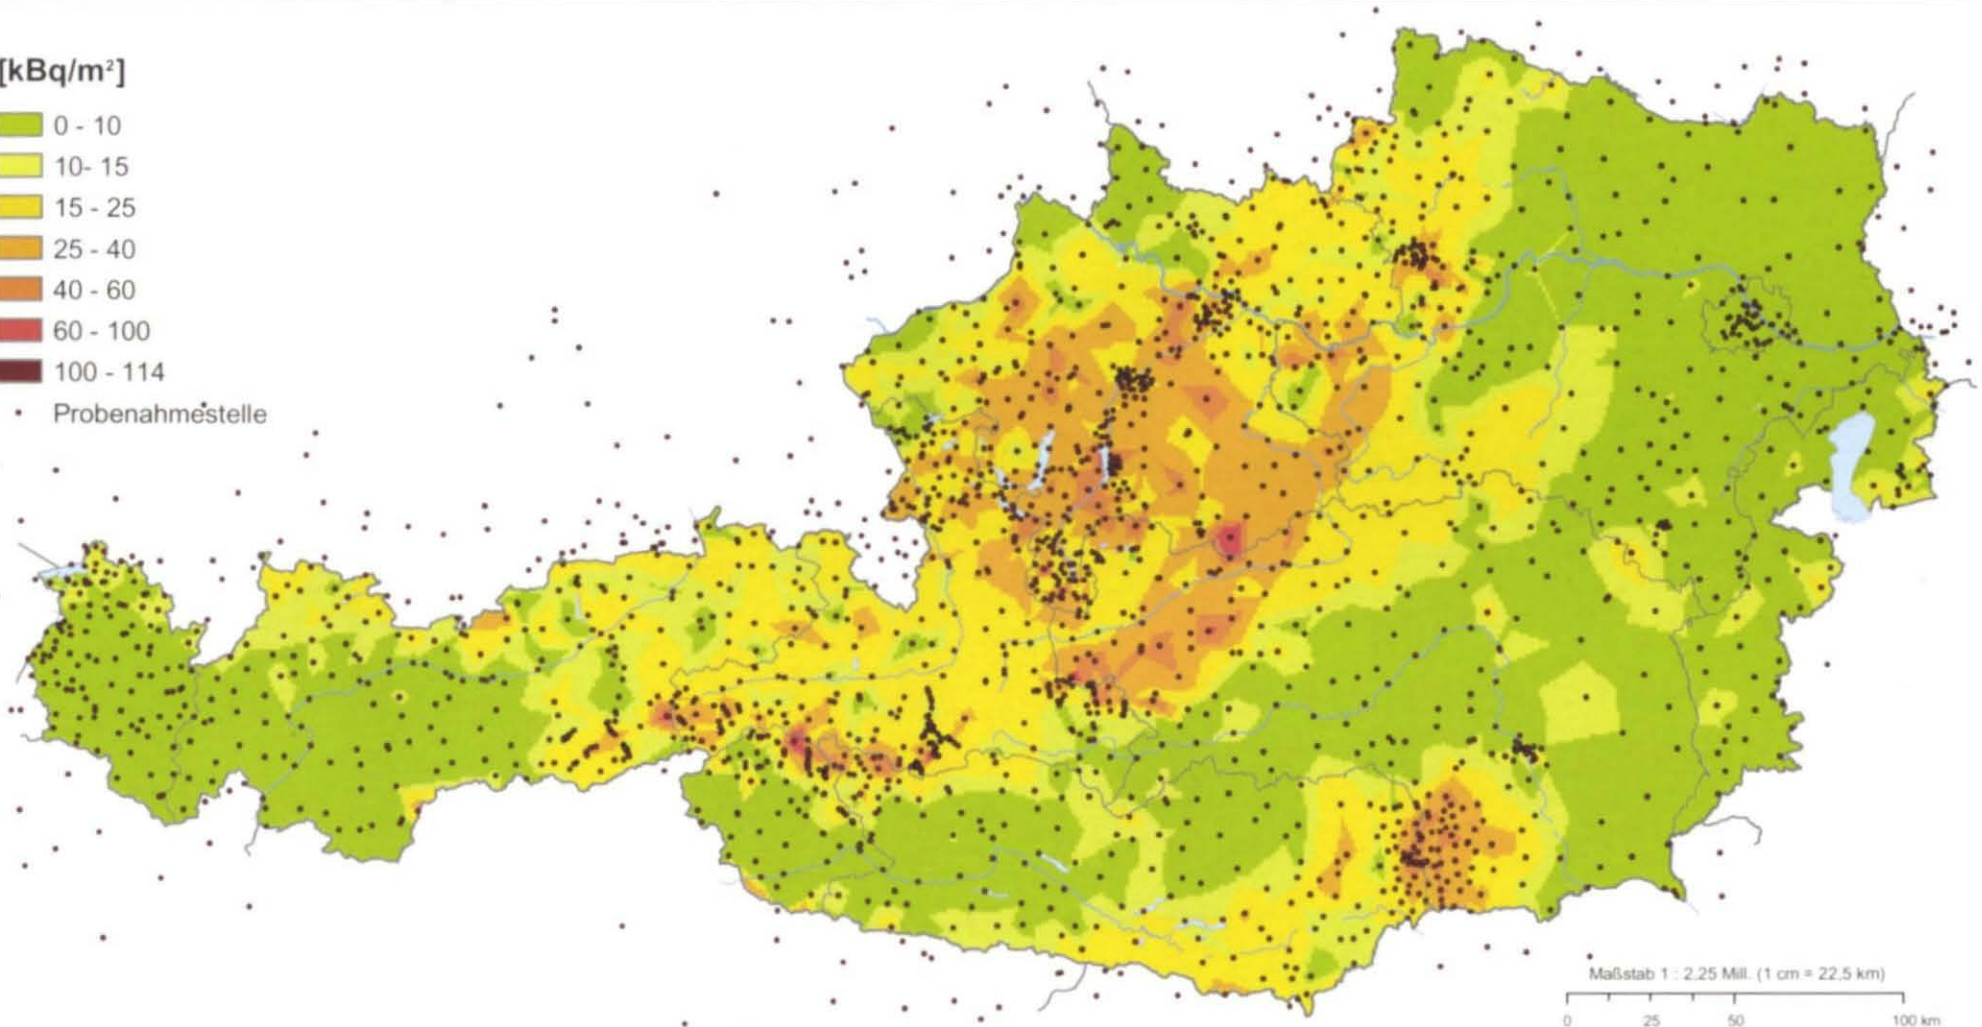 [kBq/m²]
0 - 10
10- 15
15 - 25
25 - 40
40 - 60
60 - 100
100 - 114
Probenahmestelle
Maßstab 1 : 2,25 Mill. (1 cm = 22,5 km)
0 25 50 100 km